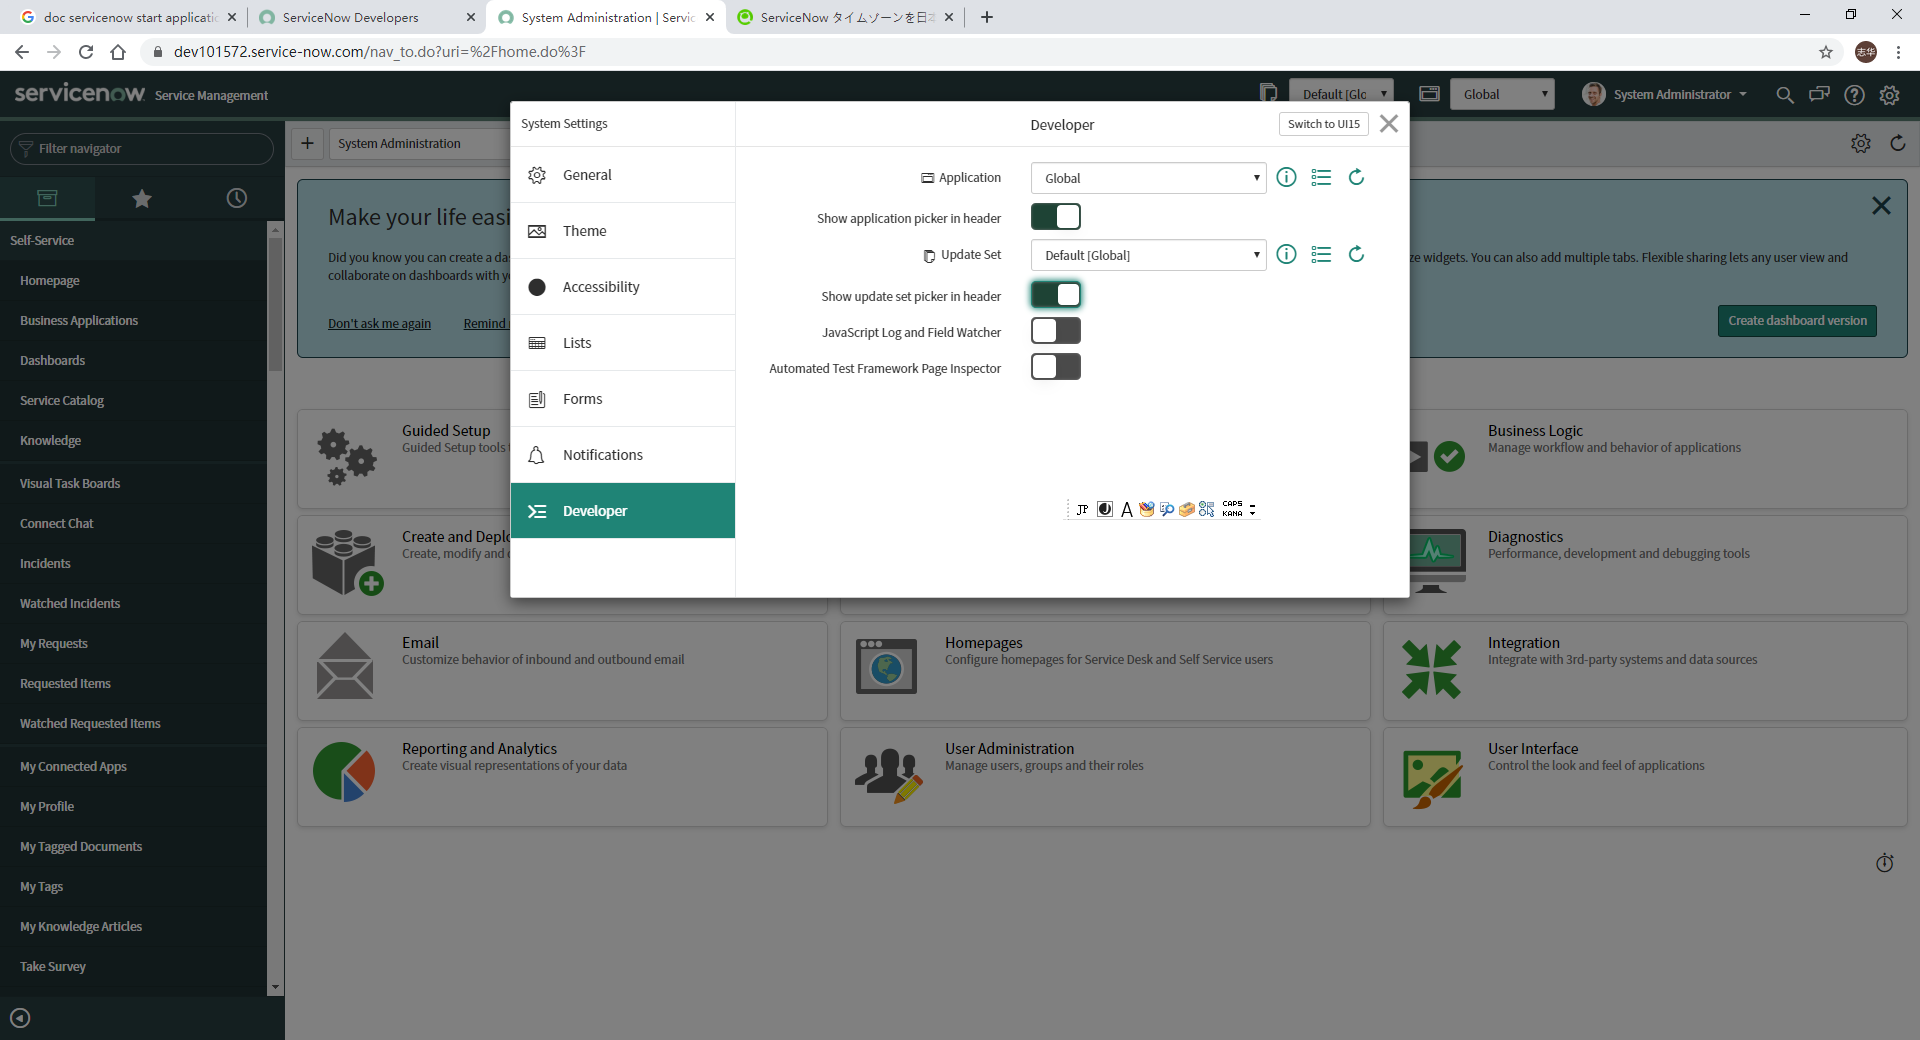 doc servicenow start applicatio
ServiceNow Developers
System Administration | Servic
ServiceNow タイムゾーンを日本
dev101572.service-now.com/nav_to.do?uri=%2Fhome.do%3F
志华
servicenow Service Management
Default [Glc
Global
System Administrator
Filter navigator
System Administration
Self-Service
Homepage
Business Applications
Dashboards
Service Catalog
Knowledge
Visual Task Boards
Connect Chat
Incidents
Watched Incidents
My Requests
Requested Items
Watched Requested Items
My Connected Apps
My Profile
My Tagged Documents
My Tags
My Knowledge Articles
Take Survey
Make your life easi
Did you know you can create a da
collaborate on dashboards with yo
ze widgets. You can also add multiple tabs. Flexible sharing lets any user view and
Don't ask me again
Remind
Create dashboard version
System Settings
General
Theme
Accessibility
Lists
Forms
Notifications
Developer
Developer
Switch to UI15
Application
Global
Show application picker in header
Update Set
Default [Global]
Show update set picker in header
JavaScript Log and Field Watcher
Automated Test Framework Page Inspector
JP
A
CAPS
KANA
Guided Setup
Guided Setup tools
Business Logic
Manage workflow and behavior of applications
Create and Deplo
Create, modify and
Diagnostics
Performance, development and debugging tools
Email
Customize behavior of inbound and outbound email
Homepages
Configure homepages for Service Desk and Self Service users
Integration
Integrate with 3rd-party systems and data sources
Reporting and Analytics
Create visual representations of your data
User Administration
Manage users, groups and their roles
User Interface
Control the look and feel of applications